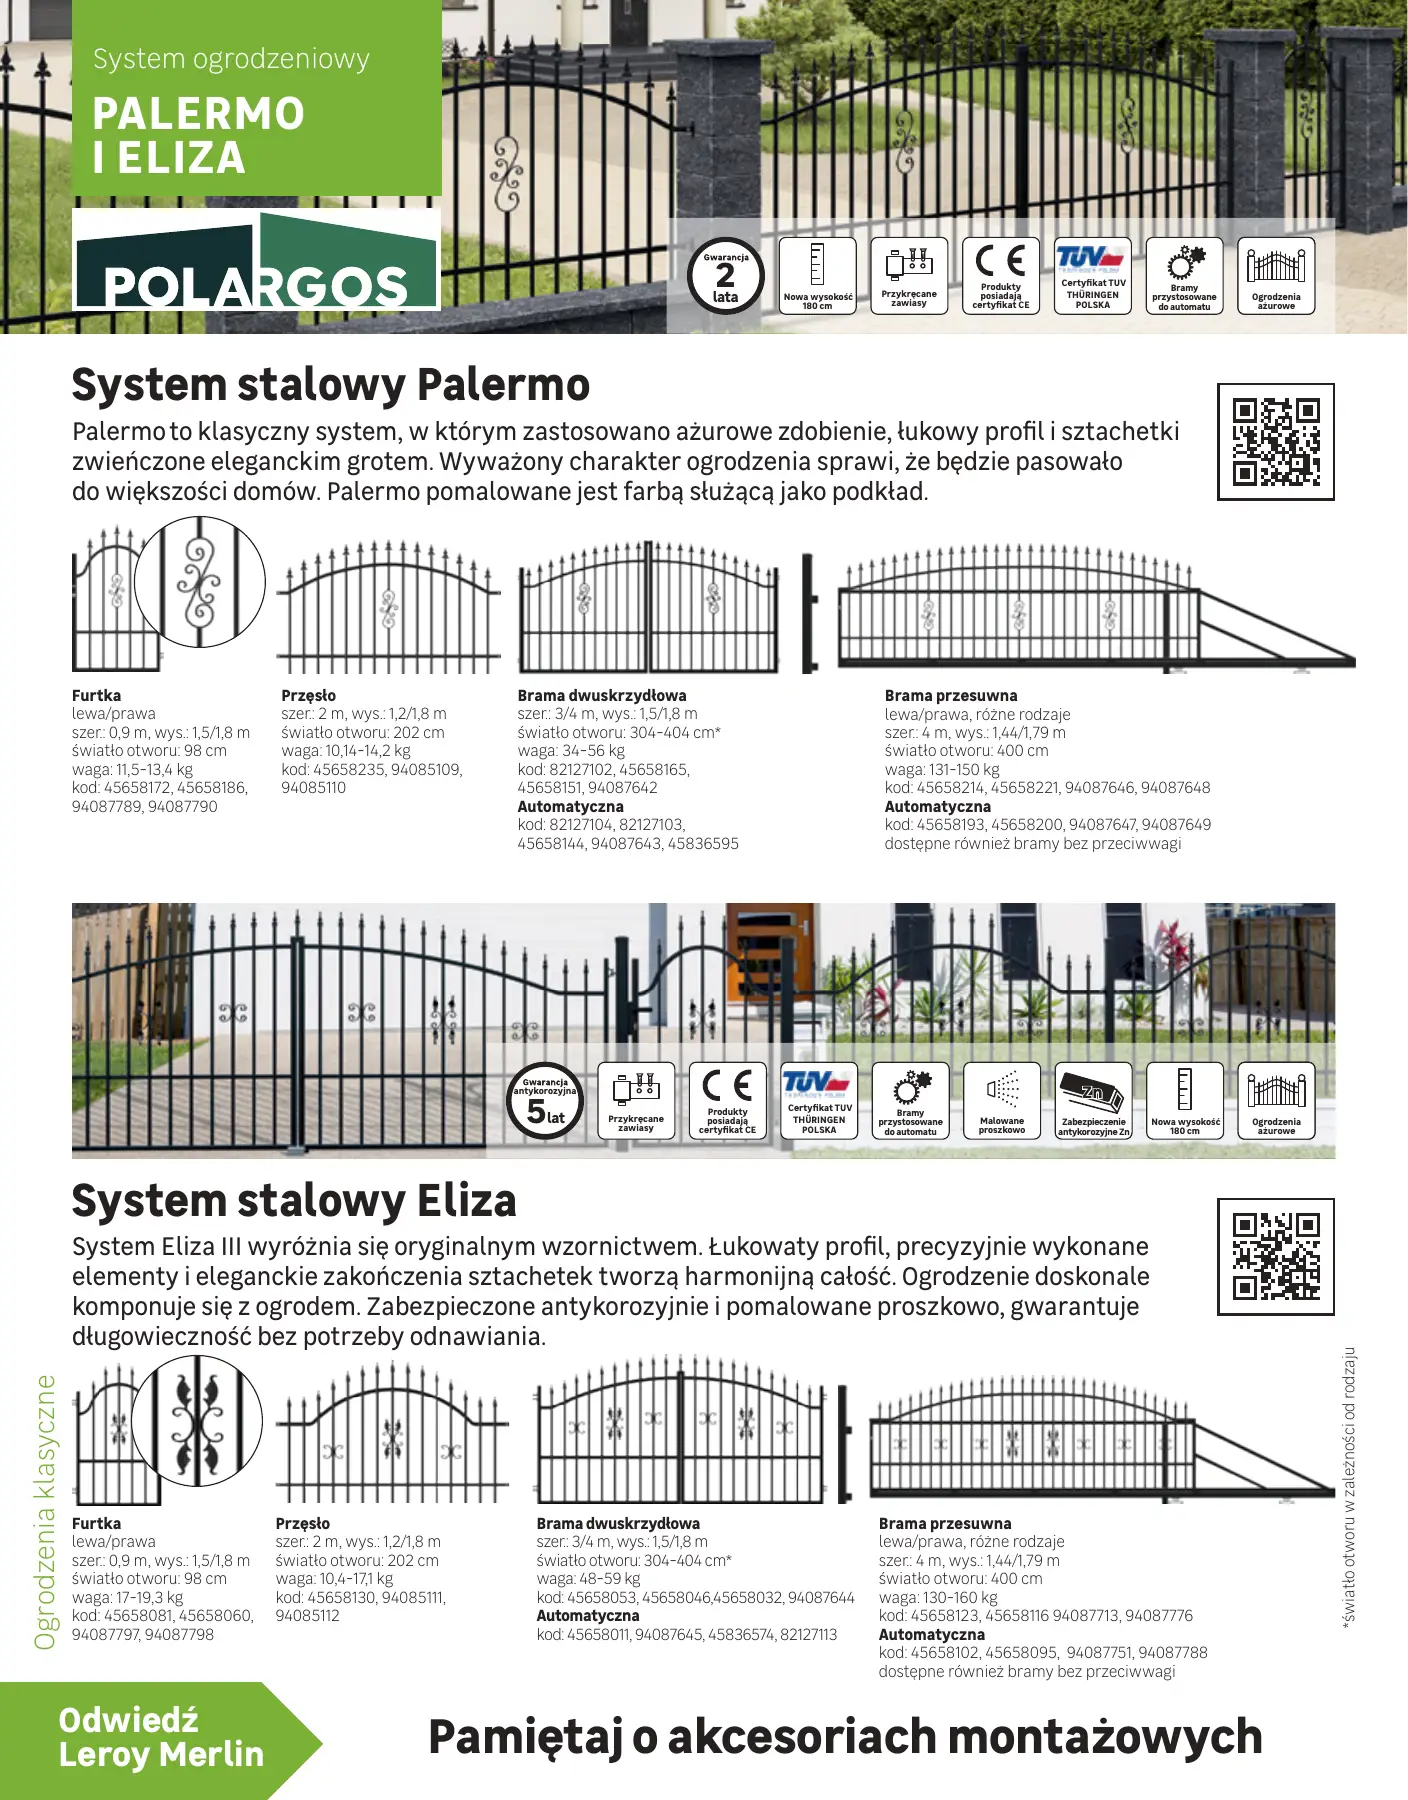 System ogrodzeniowy
PALERMO
I ELIZA
POLARGOS
Gwarancja
2
lata
Nowa wysokość
180 cm
Przykręcane
zawiasy
Produkty
posiadają
certyfikat CE
TUV
Certyfikat TUV
THÜRINGEN
POLSKA
Bramy
przystosowane
do automatu
Ogrodzenia
ażurowe
System stalowy Palermo
Palermo to klasyczny system, w którym zastosowano ażurowe zdobienie, łukowy profil i sztachetki
zwieńczone eleganckim grotem. Wyważony charakter ogrodzenia sprawi, że będzie pasowało
do większości domów. Palermo pomalowane jest farbą służącą jako podkład.
Furtka
lewa/prawa
szer.: 0,9 m, wys.: 1,5/1,8 m
światło otworu: 98 cm
waga: 11,5-13,4 kg
kod: 45658172, 45658186,
94087789, 94087790
Przęsło
szer.: 2 m, wys.: 1,2/1,8 m
światło otworu: 202 cm
waga: 10,14-14,2 kg
kod: 45658235, 94085109,
94085110
Brama dwuskrzydłowa
szer.: 3/4 m, wys.: 1,5/1,8 m
światło otworu: 304-404 cm*
waga: 34-56 kg
kod: 82127102, 45658165,
45658151, 94087642
Automatyczna
kod: 82127104, 82127103,
45658144, 94087643, 45836595
Brama przesuwna
lewa/prawa, różne rodzaje
szer.: 4 m, wys.: 1,44/1,79 m
światło otworu: 400 cm
waga: 131-150 kg
kod: 45658214, 45658221, 94087646, 94087648
Automatyczna
kod: 45658193, 45658200, 94087647, 94087649
dostępne również bramy bez przeciwwagi
Gwarancja
antykorozyjna
5 lat
Przykręcane
zawiasy
Produkty
posiadają
certyfikat CE
TUV
Certyfikat TUV
THÜRINGEN
POLSKA
Bramy
przystosowane
do automatu
Malowane
proszkowo
Zn
Zabezpieczenie
antykorozyjne Zn
Nowa wysokość
180 cm
Ogrodzenia
ażurowe
System stalowy Eliza
System Eliza III wyróżnia się oryginalnym wzornictwem. Łukowaty profil, precyzyjnie wykonane
elementy i eleganckie zakończenia sztachetek tworzą harmonijną całość. Ogrodzenie doskonale
komponuje się z ogrodem. Zabezpieczone antykorozyjnie i pomalowane proszkowo, gwarantuje
długowieczność bez potrzeby odnawiania.
Furtka
lewa/prawa
szer.: 0,9 m, wys.: 1,5/1,8 m
światło otworu: 98 cm
waga: 17-19,3 kg
kod: 45658081, 45658060,
94087797, 94087798
Przęsło
szer.: 2 m, wys.: 1,2/1,8 m
światło otworu: 202 cm
waga: 10,4-17,1 kg
kod: 45658130, 94085111,
94085112
Brama dwuskrzydłowa
szer.: 3/4 m, wys.: 1,5/1,8 m
światło otworu: 304-404 cm*
waga: 48-59 kg
kod: 45658053, 45658046,45658032, 94087644
Automatyczna
kod: 45658011, 94087645, 45836574, 82127113
Brama przesuwna
lewa/prawa, różne rodzaje
szer.: 4 m, wys.: 1,44/1,79 m
światło otworu: 400 cm
waga: 130-160 kg
kod: 45658123, 45658116 94087713, 94087776
Automatyczna
kod: 45658102, 45658095, 94087751, 94087788
dostępne również bramy bez przeciwwagi
Ogrodzenia klasyczne
*światło otworu w zależności od rodzaju
Odwiedź
Leroy Merlin
Pamiętaj o akcesoriach montażowych